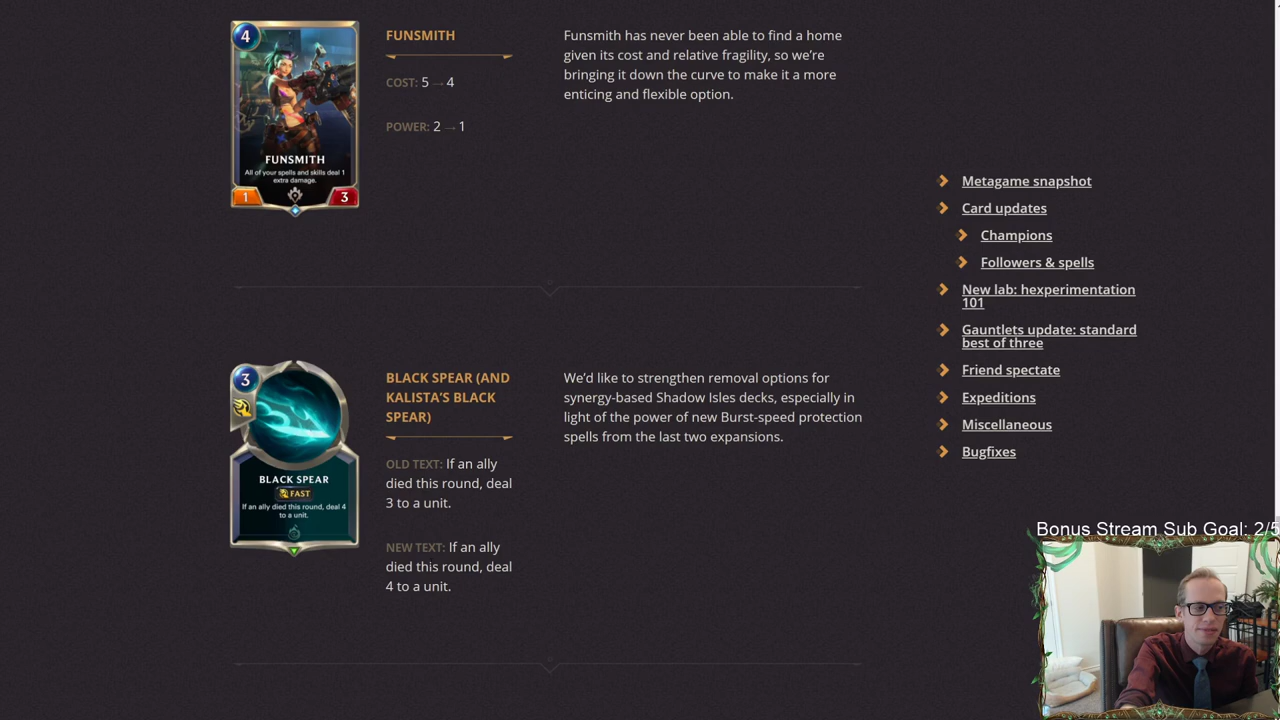 4
FUNSMITH
All of your spells and skills deal 1
extra damage.
1
3
FUNSMITH
COST: 5 → 4
POWER: 2 → 1
Funsmith has never been able to find a home
given its cost and relative fragility, so we're
bringing it down the curve to make it a more
enticing and flexible option.
3
BLACK SPEAR
FAST
If an ally died this round, deal 4
to a unit.
BLACK SPEAR (AND
KALISTA'S BLACK
SPEAR)
OLD TEXT: If an ally
died this round, deal
3 to a unit.
NEW TEXT: If an ally
died this round, deal
4 to a unit.
We'd like to strengthen removal options for
synergy-based Shadow Isles decks, especially in
light of the power of new Burst-speed protection
spells from the last two expansions.
Metagame snapshot
Card updates
Champions
Followers & spells
New lab: hexperimentation
101
Gauntlets update: standard
best of three
Friend spectate
Expeditions
Miscellaneous
Bugfixes
Bonus Stream Sub Goal: 2/5